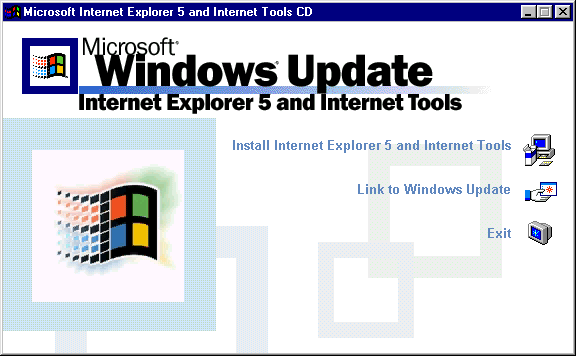 Microsoft Internet Explorer 5 and Internet Tools CD
Microsoft®
Windows® Update
Internet Explorer 5 and Internet Tools
Install Internet Explorer 5 and Internet Tools
Link to Windows Update
Exit